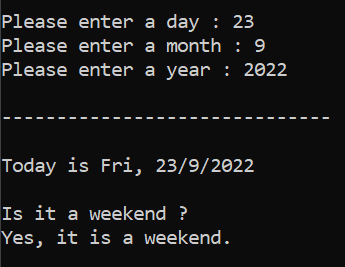 Please enter a day : 23
Please enter a month : 9
Please enter a year : 2022
------------------------------
Today is Fri, 23/9/2022
Is it a weekend ?
Yes, it is a weekend.